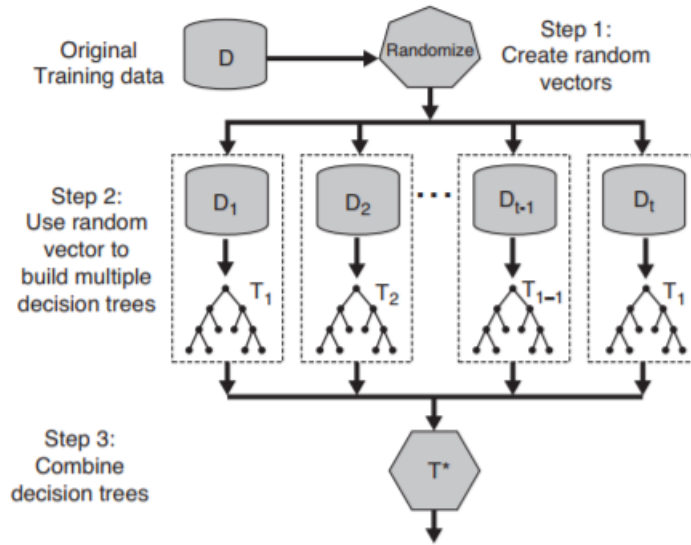 Original
Training data
D
Randomize
Step 1:
Create random
vectors
Step 2:
Use random
vector to
build multiple
decision trees
D1
D2
...
Dt-1
Dt
T1
T2
T1–1
T1
Step 3:
Combine
decision trees
T*